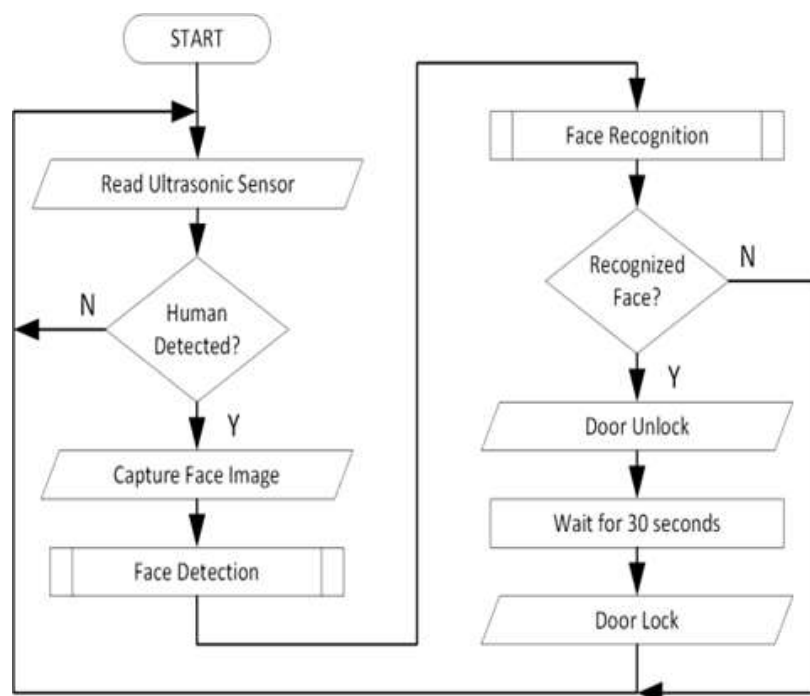 START
Read Ultrasonic Sensor
N
Human
Detected?
Y
Capture Face Image
Face Detection
Face Recognition
Recognized
Face?
N
Y
Door Unlock
Wait for 30 seconds
Door Lock